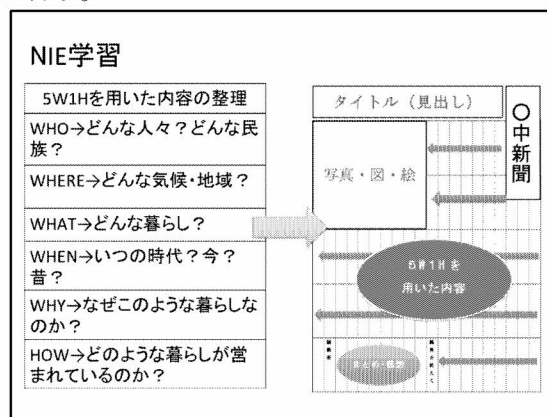 NIE学習
5W1Hを用いた内容の整理
WHO→どんな人々？どんな民
族？
WHERE→どんな気候・地域？
WHAT→どんな暮らし？
WHEN→いつの時代？今？
昔？
WHY→なぜこのような暮らしな
のか？
HOW→どのような暮らしが営
まれているのか？
タイトル（見出し）
〇中新聞
写真・図・絵
5W1Hを
用いた内容